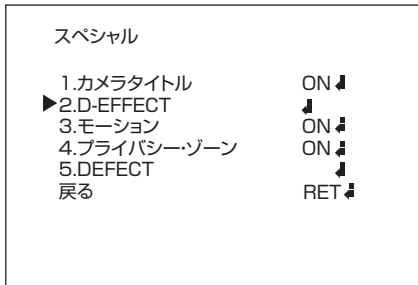 スペシャル
1.カメラタイトル ON↲
▶2.D-EFFECT ↲
3.モーション ON↲
4.プライバシー・ゾーン ON↲
5.DEFECT ↲
戻る RET↲